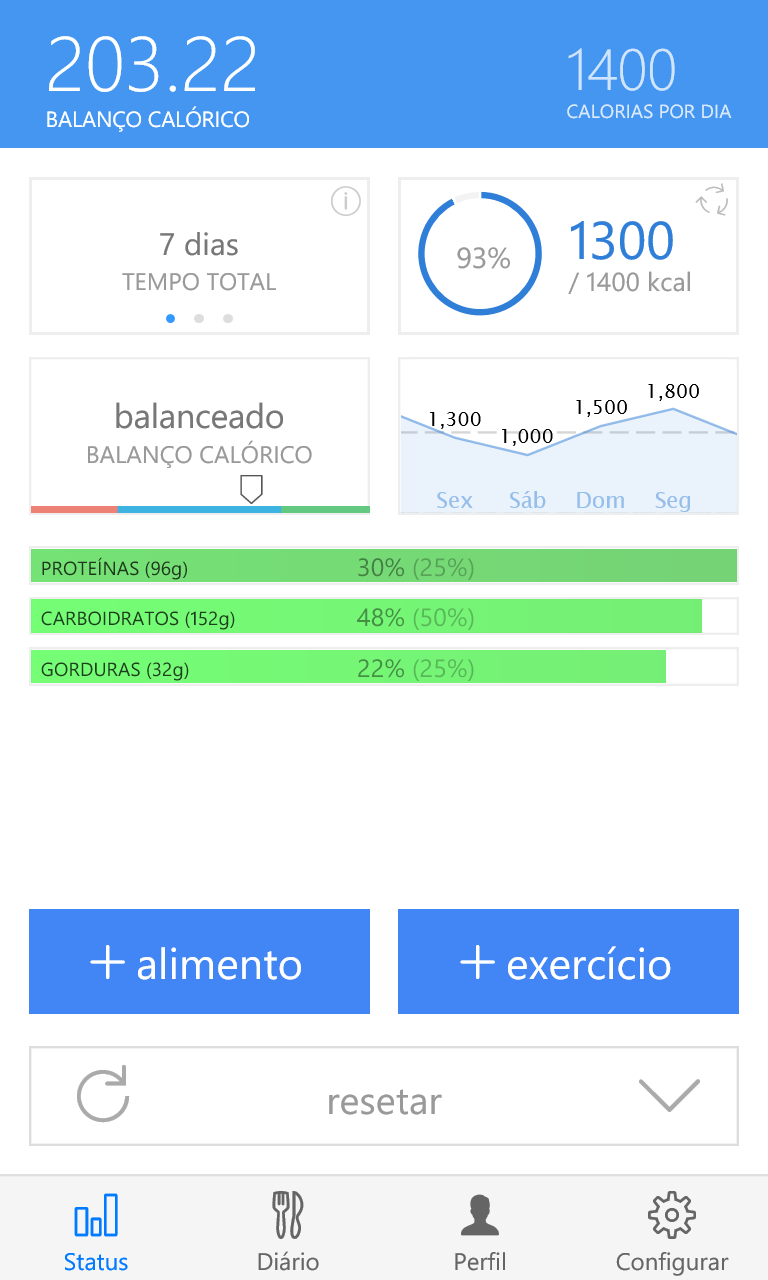 203.22
BALANÇO CALÓRICO
1400
CALORIAS POR DIA
7 dias
TEMPO TOTAL
93%
1300
/ 1400 kcal
balanceado
BALANÇO CALÓRICO
1,300
1,000
1,500
1,800
Sex Sáb Dom Seg
PROTEÍNAS (96g) 30% (25%)
CARBOIDRATOS (152g) 48% (50%)
GORDURAS (32g) 22% (25%)
+ alimento
+ exercício
resetar
Status Diário Perfil Configurar